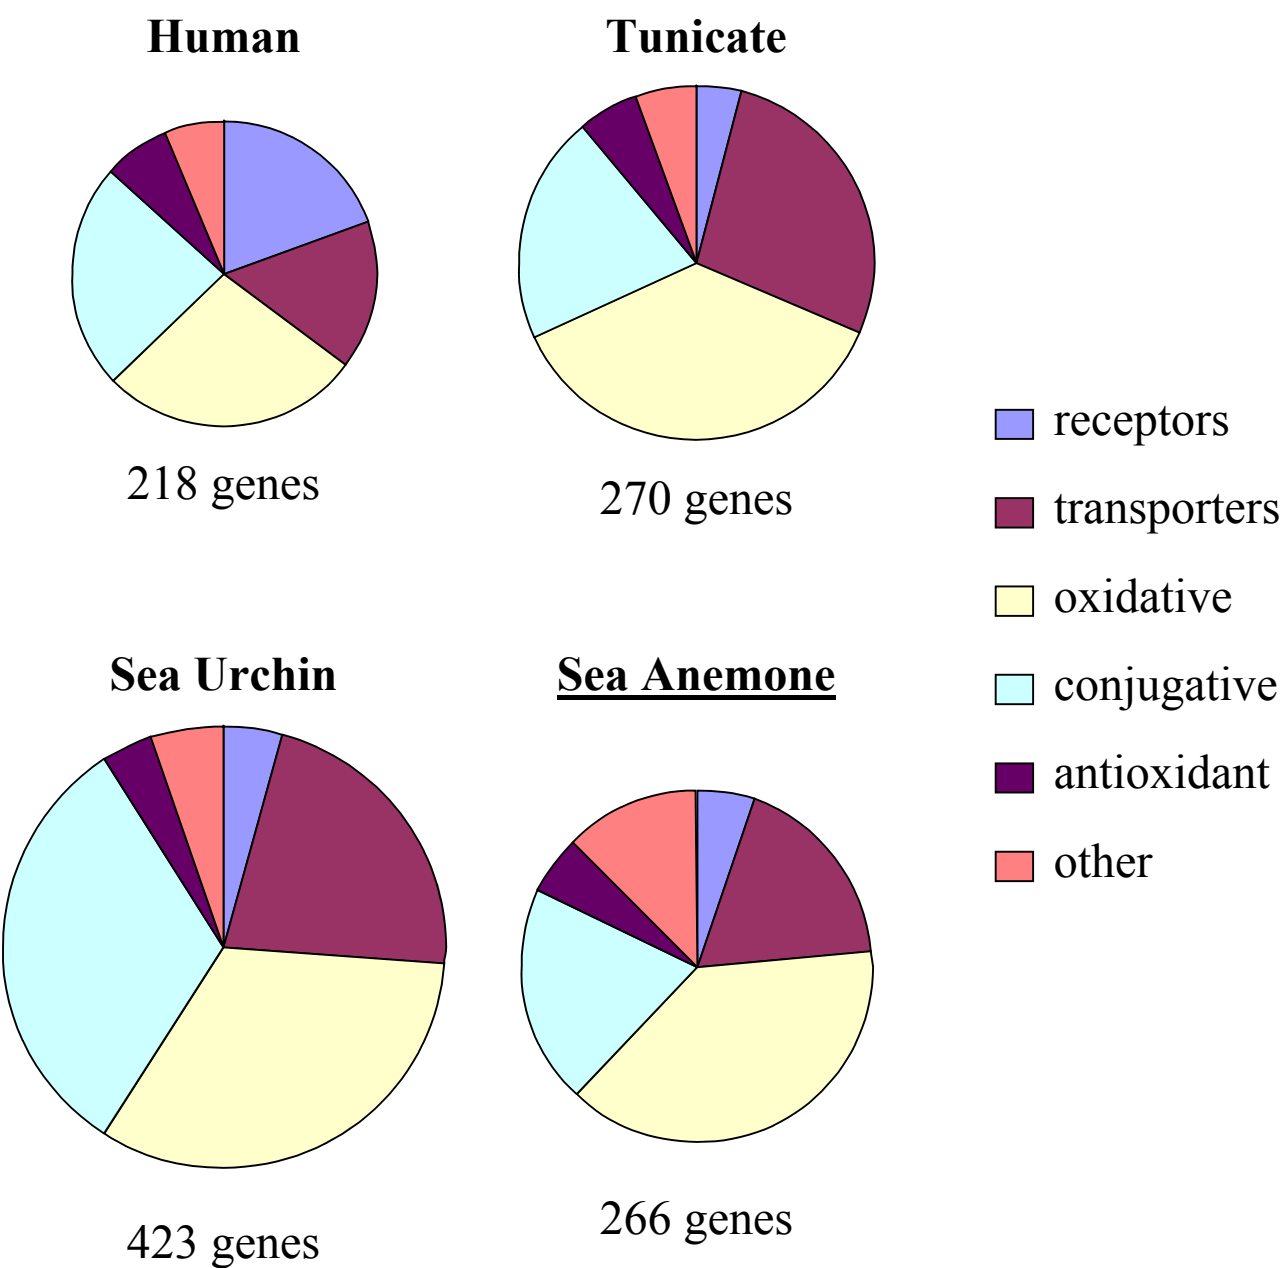 Human
Tunicate
218 genes
270 genes
receptors
transporters
oxidative
conjugative
antioxidant
other
Sea Urchin
Sea Anemone
423 genes
266 genes